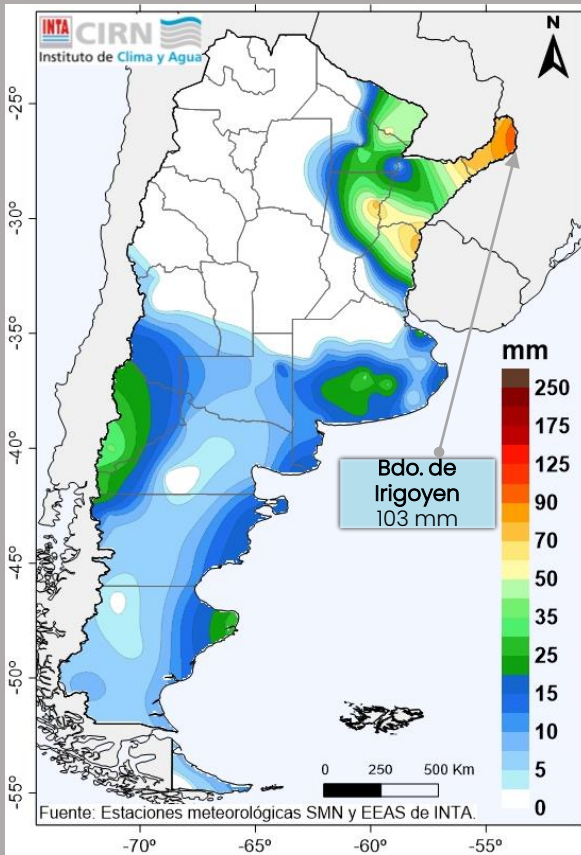 INTA CIRN
Instituto de Clima y Agua
N
-25°
-30°
-35°
-40°
-45°
-50°
-55°
mm
250
175
125
90
70
50
35
25
15
10
5
0
Bdo. de
Irigoyen
103 mm
0 250 500 Km
Fuente: Estaciones meteorológicas SMN y EEAS de INTA.
-70° -65° -60° -55°